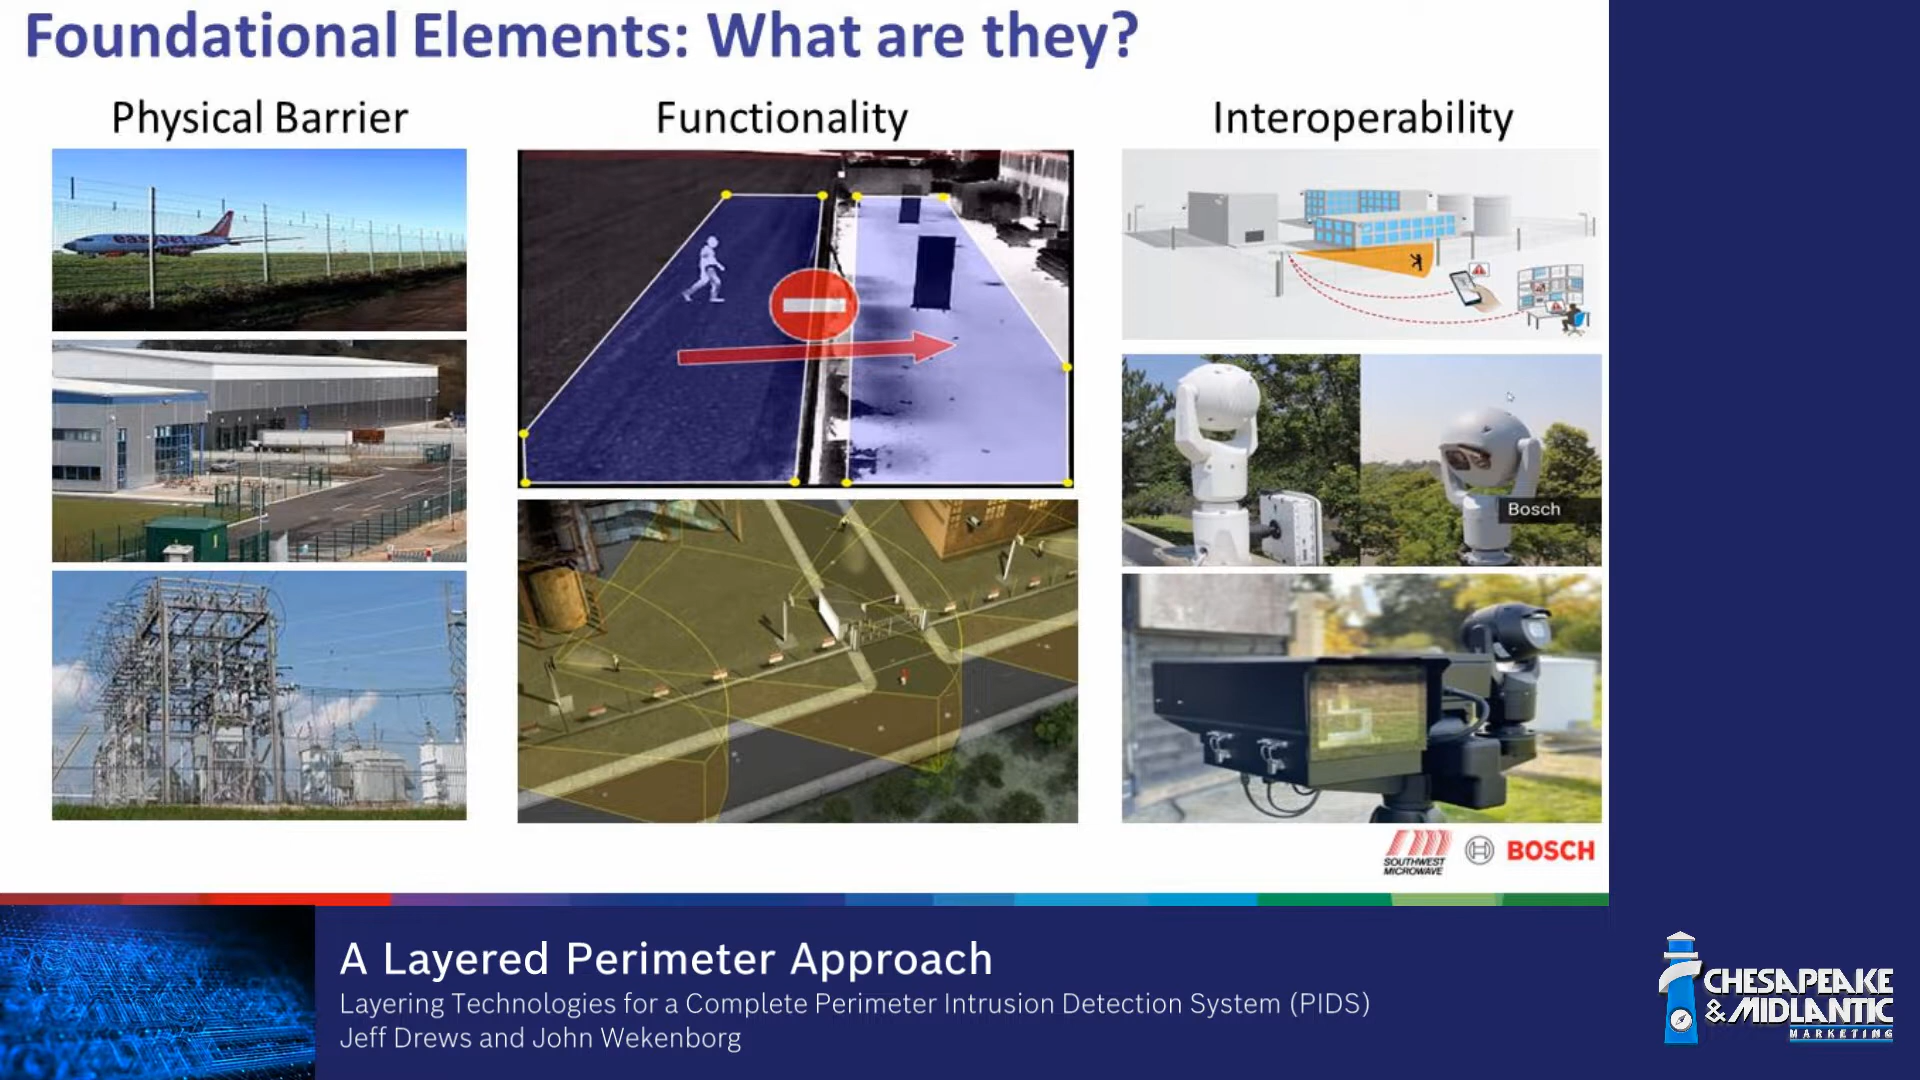 Foundational Elements: What are they?
Physical Barrier
Functionality
Interoperability
easyJet
Bosch
SOUTHWEST
MICROWAVE
BOSCH
A Layered Perimeter Approach
Layering Technologies for a Complete Perimeter Intrusion Detection System (PIDS)
Jeff Drews and John Wekenborg
CHESAPEAKE
& MIDLANTIC
MARKETING